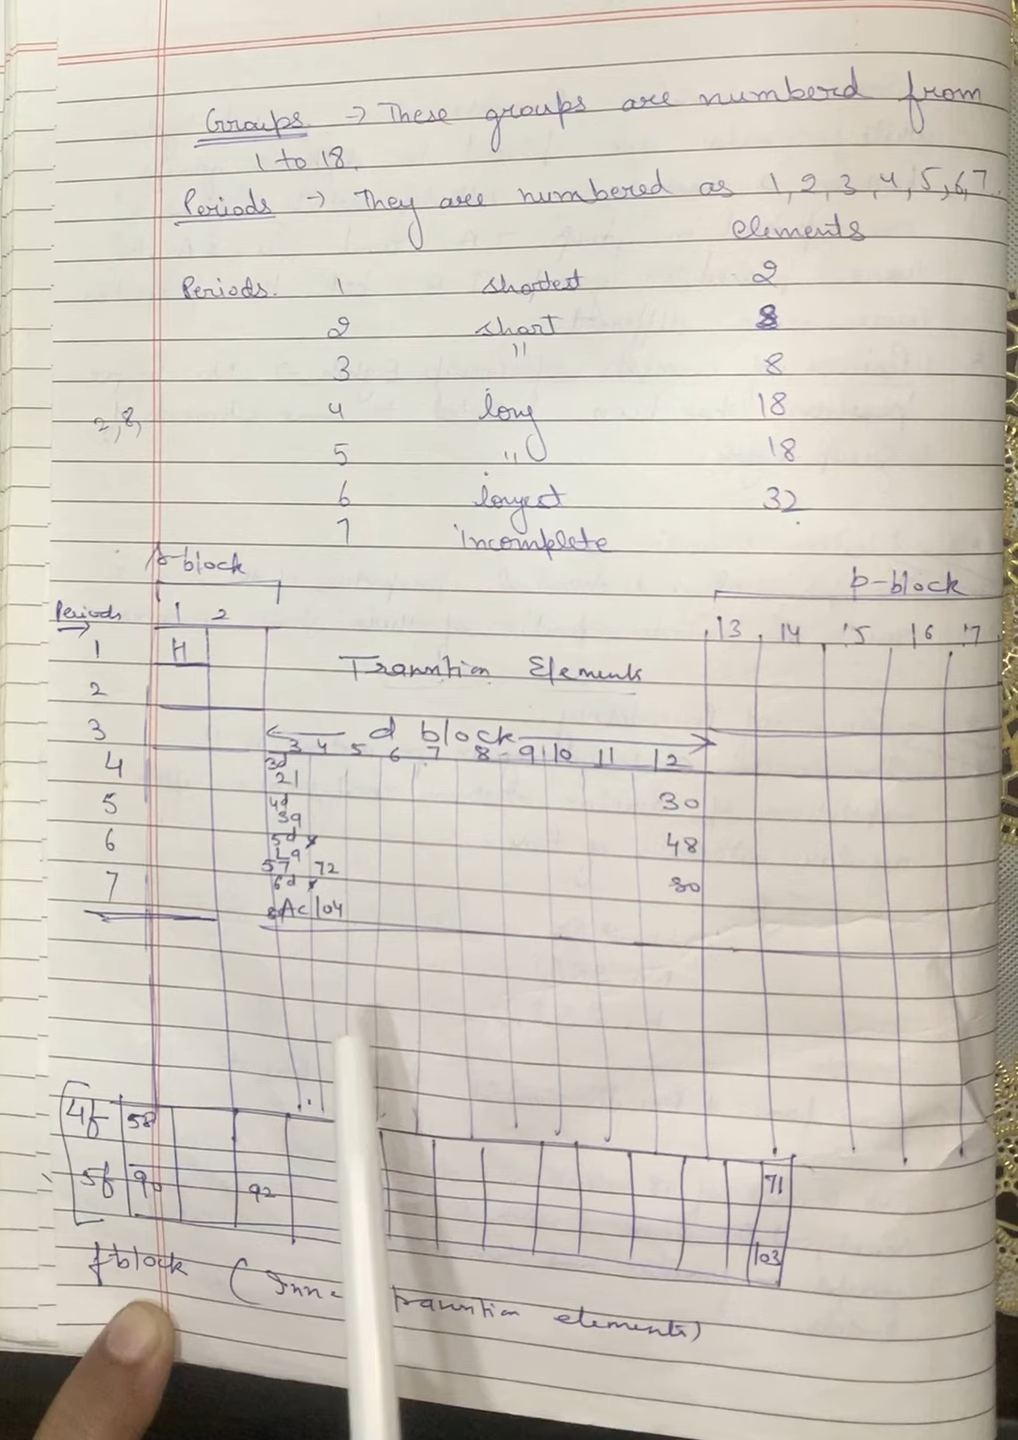 Groups → These groups are numberd from
1 to 18.
Periods → They are numbered as 1, 2, 3, 4, 5, 6, 7.
elements
Periods. 1 shortest 2
2 short 8
3 " 8
4 long 18
2, 8,
5 " 18
6 longest 32
7 incomplete
s-block p-block
Periods 1 2 13 14 15 16 17
1 H Transition Elements
2
3 d block
3 4 5 6 7 8 9 10 11 12
4 3d 21 30
5 4d 39 48
6 5d La 57 72 80
7 6d Ac 104
4f 58 71
5f 90 92 103
f-block (Inne transition elements)